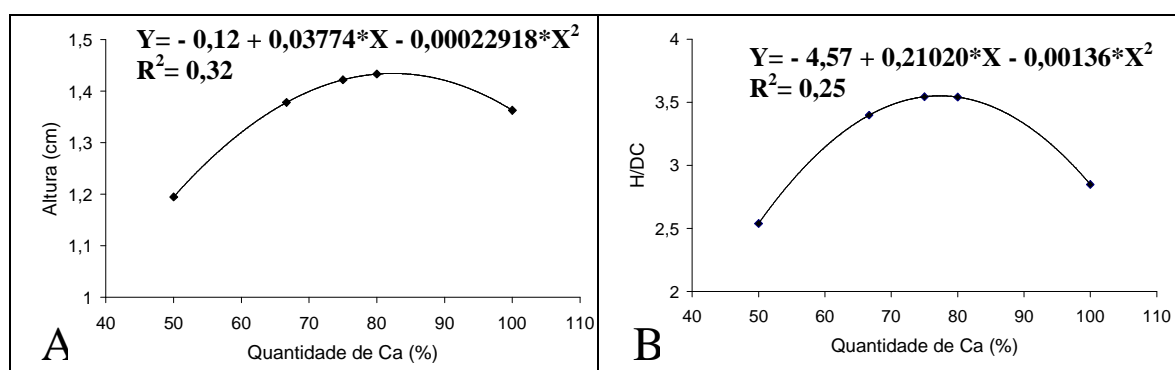 Y= - 0,12 + 0,03774*X - 0,00022918*X²
R²= 0,32
1,5
1,4
1,3
1,2
1,1
1
Altura (cm)
40 50 60 70 80 90 100 110
Quantidade de Ca (%)
A
Y= - 4,57 + 0,21020*X - 0,00136*X²
R²= 0,25
4
3,5
3
2,5
2
H/DC
40 50 60 70 80 90 100 110
Quantidade de Ca (%)
B